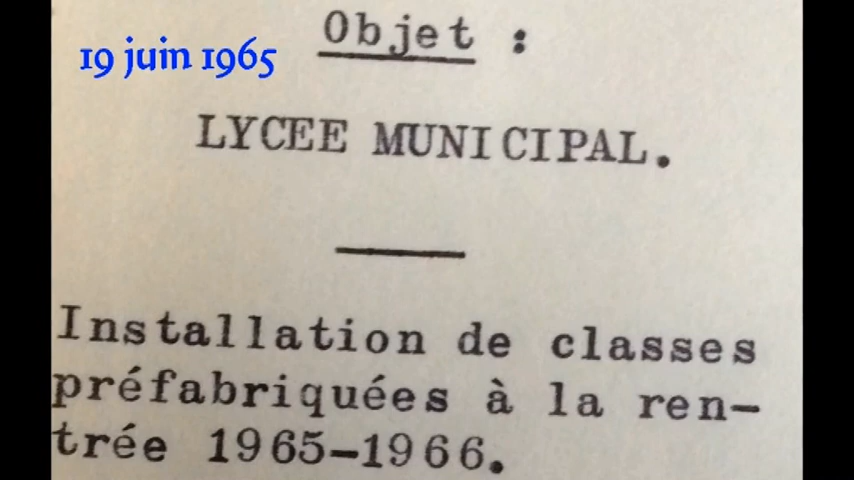 19 juin 1965
Objet :
LYCEE MUNICIPAL.
Installation de classes
préfabriquées à la ren-
trée 1965-1966.